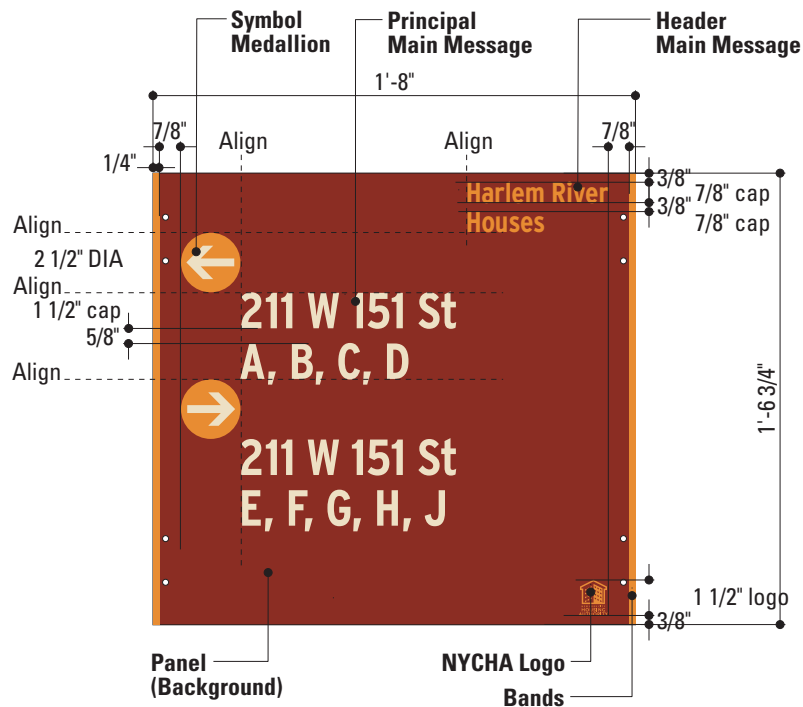 Symbol
Medallion
Principal
Main Message
Header
Main Message
1'-8"
7/8"
Align
Align
7/8"
1/4"
3/8"
Harlem River
7/8" cap
3/8"
Houses
7/8" cap
Align
2 1/2" DIA
Align
1 1/2" cap
211 W 151 St
5/8"
A, B, C, D
Align
1'-6 3/4"
211 W 151 St
E, F, G, H, J
1 1/2" logo
3/8"
Panel
(Background)
NYCHA Logo
Bands